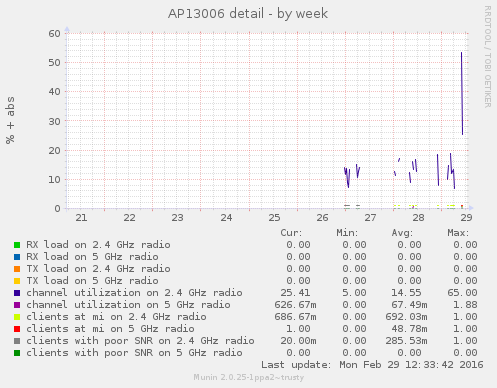 AP13006 detail - by week
RRDTOOL / TOBI OETIKER
% + abs
60
50
40
30
20
10
0
21 22 23 24 25 26 27 28 29
Cur: Min: Avg: Max:
RX load on 2.4 GHz radio 0.00 0.00 0.00 0.00
RX load on 5 GHz radio 0.00 0.00 0.00 0.00
TX load on 2.4 GHz radio 0.00 0.00 0.00 0.00
TX load on 5 GHz radio 0.00 0.00 0.00 0.00
channel utilization on 2.4 GHz radio 25.41 5.00 14.55 65.00
channel utilization on 5 GHz radio 626.67m 0.00 67.49m 1.88
clients at mi on 2.4 GHz radio 686.67m 0.00 692.03m 1.00
clients at mi on 5 GHz radio 1.00 0.00 48.78m 1.00
clients with poor SNR on 2.4 GHz radio 20.00m 0.00 285.53m 1.00
clients with poor SNR on 5 GHz radio 0.00 0.00 0.00 0.00
Last update: Mon Feb 29 12:33:42 2016
Munin 2.0.25-1ppa2~trusty